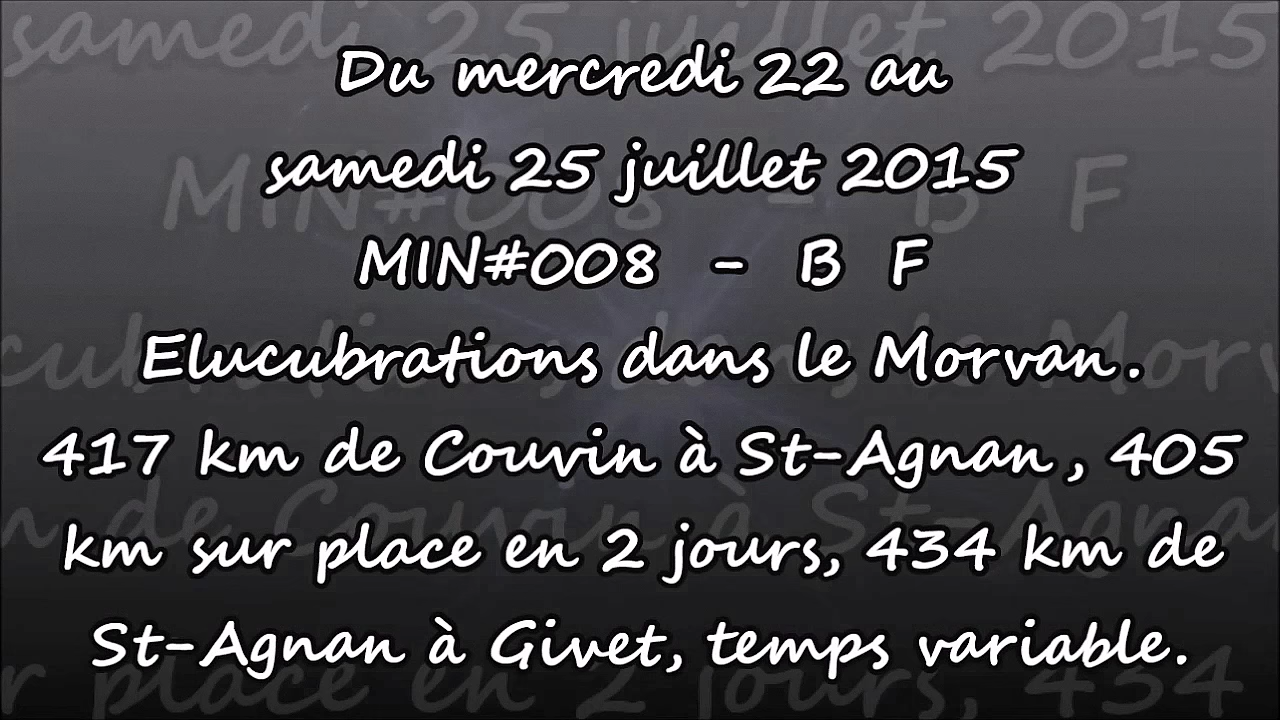 Du mercredi 22 au
samedi 25 juillet 2015
MIN#008 - B F
Elucubrations dans le Morvan.
417 km de Couvin à St-Agnan, 405
km sur place en 2 jours, 434 km de
St-Agnan à Givet, temps variable.